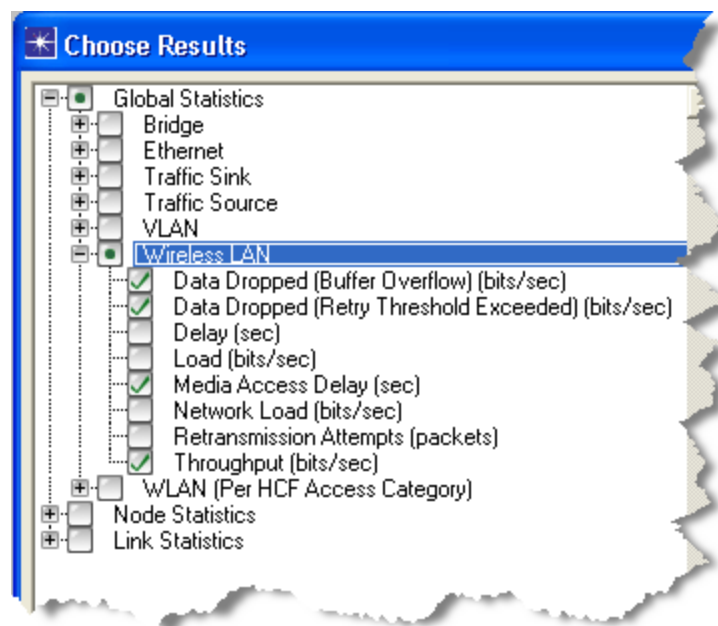 Choose Results
Global Statistics
Bridge
Ethernet
Traffic Sink
Traffic Source
VLAN
Wireless LAN
Data Dropped (Buffer Overflow) (bits/sec)
Data Dropped (Retry Threshold Exceeded) (bits/sec)
Delay (sec)
Load (bits/sec)
Media Access Delay (sec)
Network Load (bits/sec)
Retransmission Attempts (packets)
Throughput (bits/sec)
WLAN (Per HCF Access Category)
Node Statistics
Link Statistics